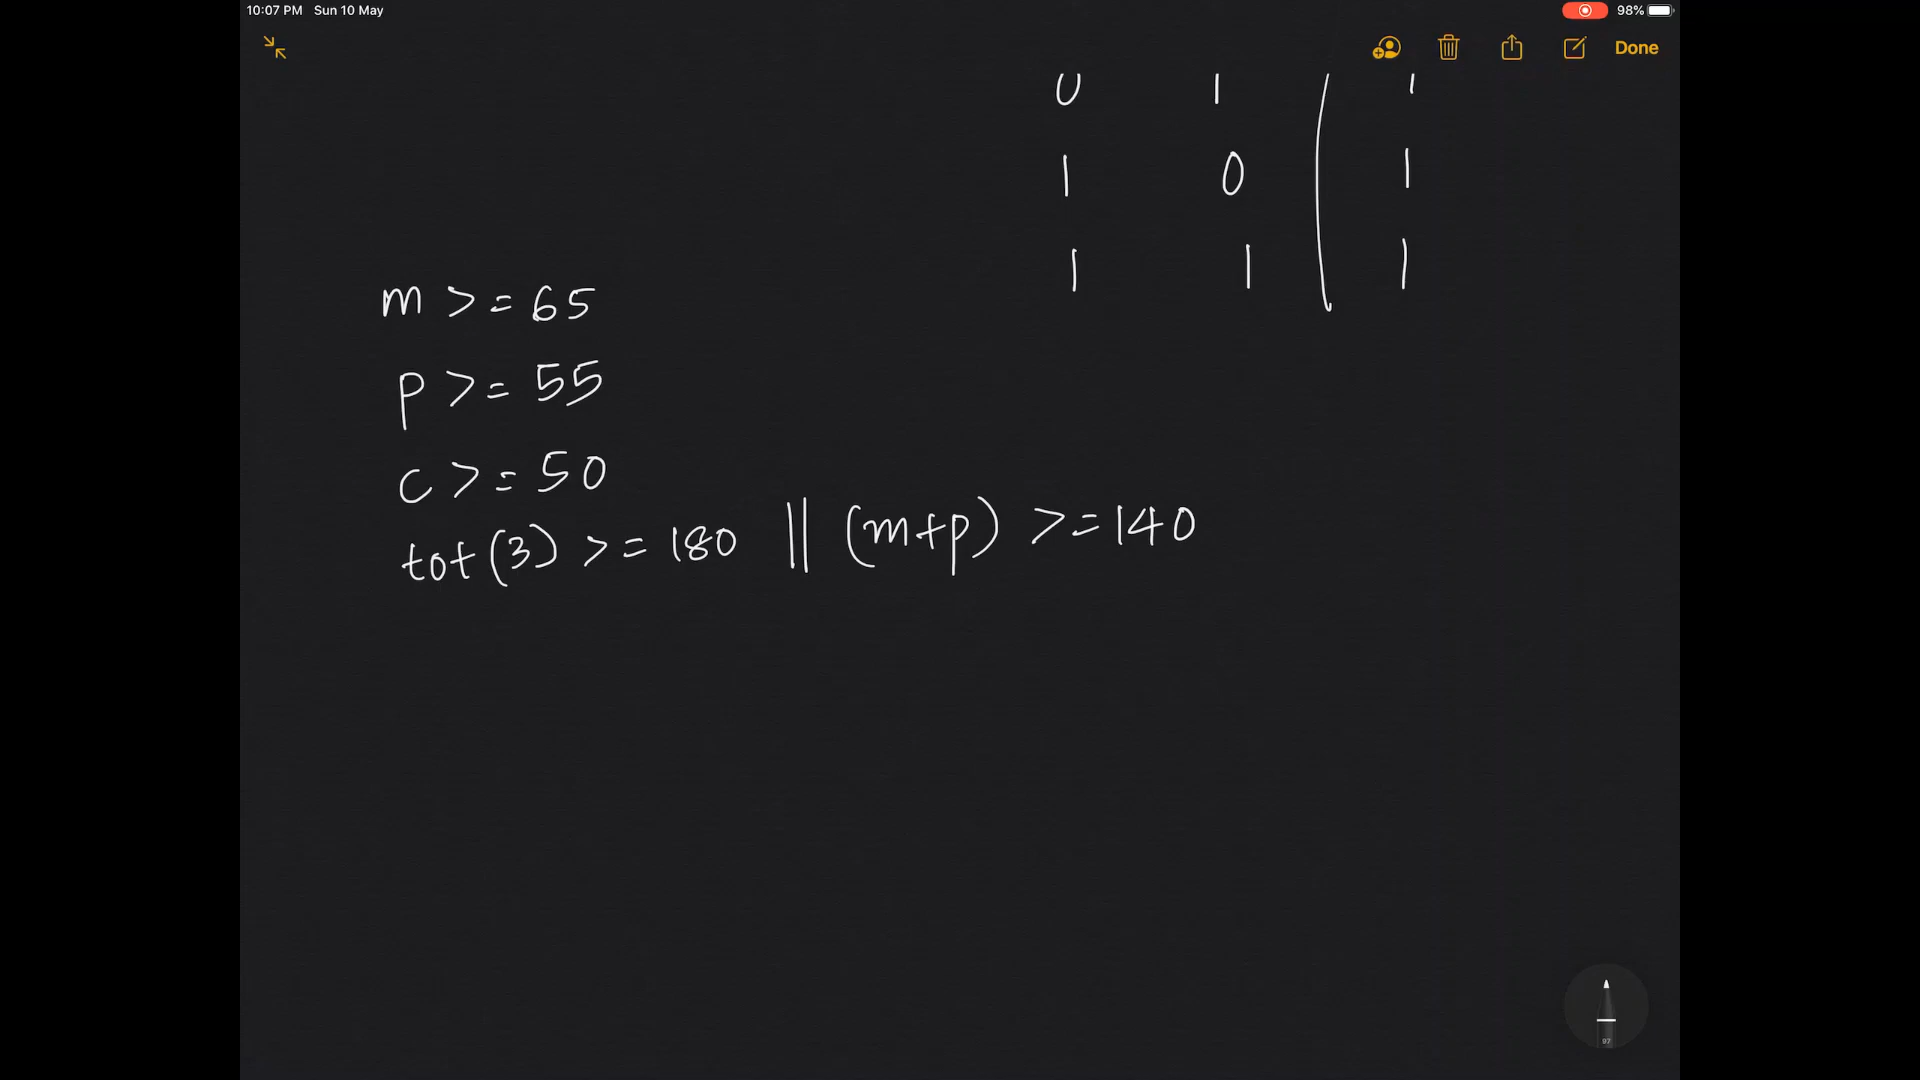 10:07 PM Sun 10 May 98%
Done
0 1 | 1
1 0 | 1
1 1 | 1
m >= 65
p >= 55
c >= 50
tot (3) >= 180 || (m+p) >= 140
97